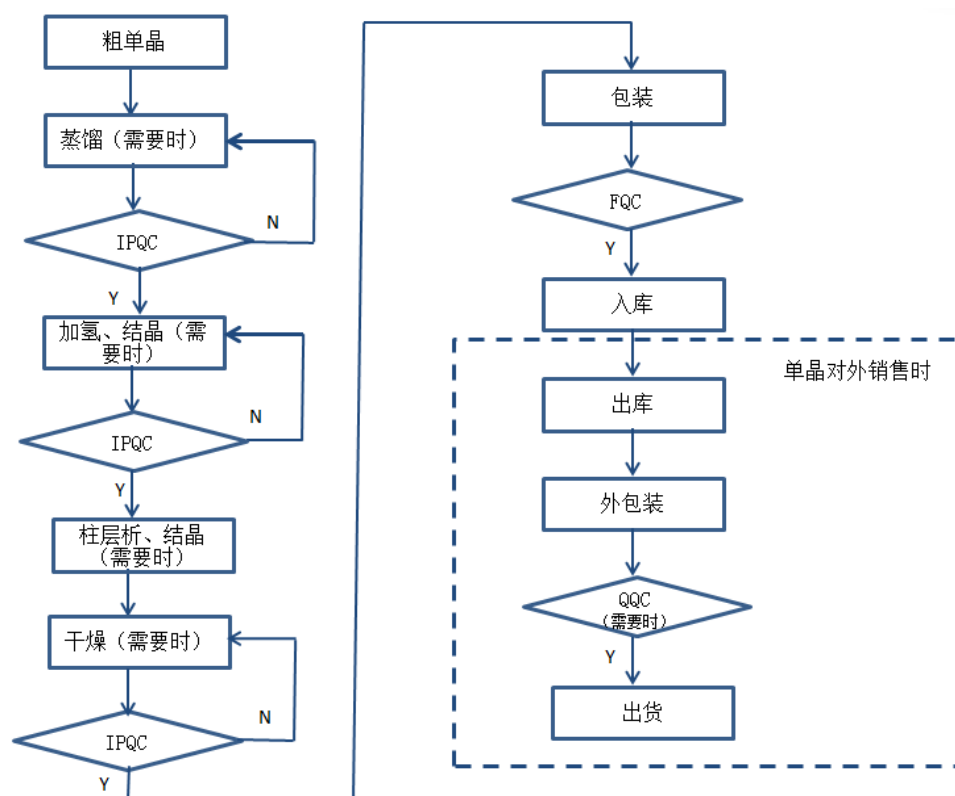 粗单晶
蒸馏（需要时）
N
IPQC
Y
加氢、结晶（需
要时）
N
IPQC
Y
柱层析、结晶
（需要时）
干燥（需要时）
N
IPQC
Y
包装
FQC
Y
入库
单晶对外销售时
出库
外包装
QQC
（需要时）
Y
出货